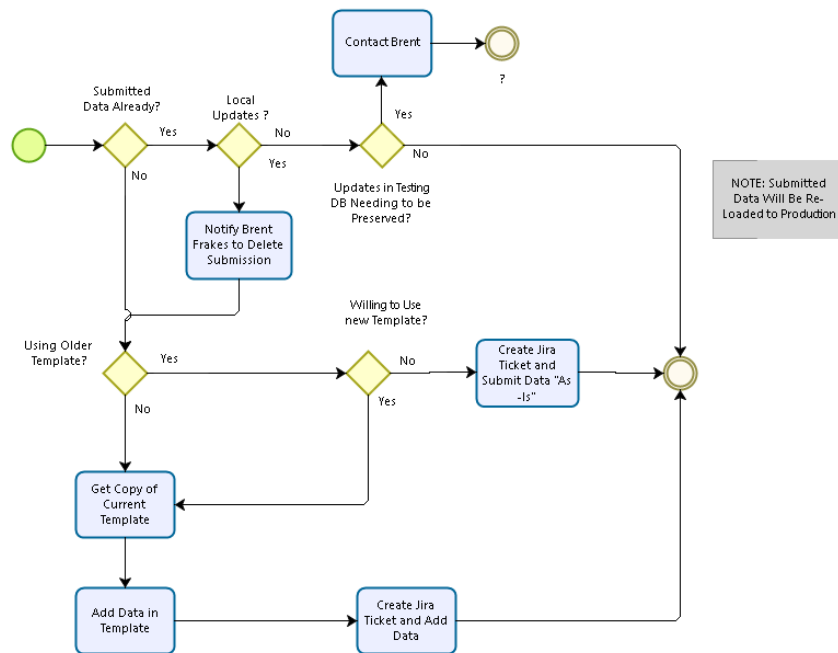 Contact Brent
?
Submitted
Data Already?
Local
Updates ?
Yes
No
Yes
No
Yes
No
Updates in Testing
DB Needing to be
Preserved?
NOTE: Submitted
Data Will Be Re-
Loaded to Production
Notify Brent
Frakes to Delete
Submission
Using Older
Template?
Yes
No
Willing to Use
new Template?
No
Yes
Create Jira
Ticket and
Submit Data "As
-Is"
Get Copy of
Current
Template
Add Data in
Template
Create Jira
Ticket and Add
Data